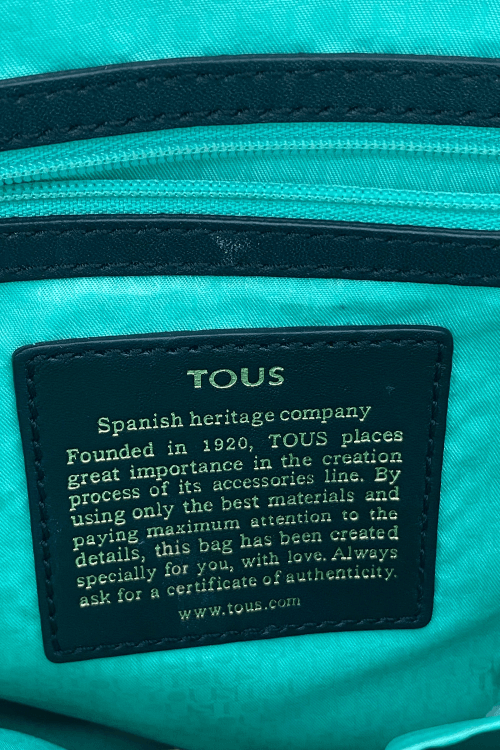 TOUS
Spanish heritage company
Founded in 1920, TOUS places
great importance in the creation
process of its accessories line. By
using only the best materials and
paying maximum attention to the
details, this bag has been created
specially for you, with love. Always
ask for a certificate of authenticity.
www.tous.com